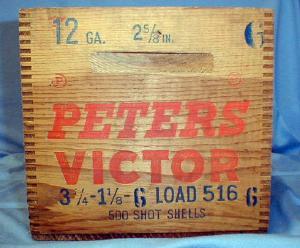 12 GA. 2 5/8 IN. 6
P P
PETERS
VICTOR
3 1/4-1 1/8-6 LOAD 516 6
500 SHOT SHELLS